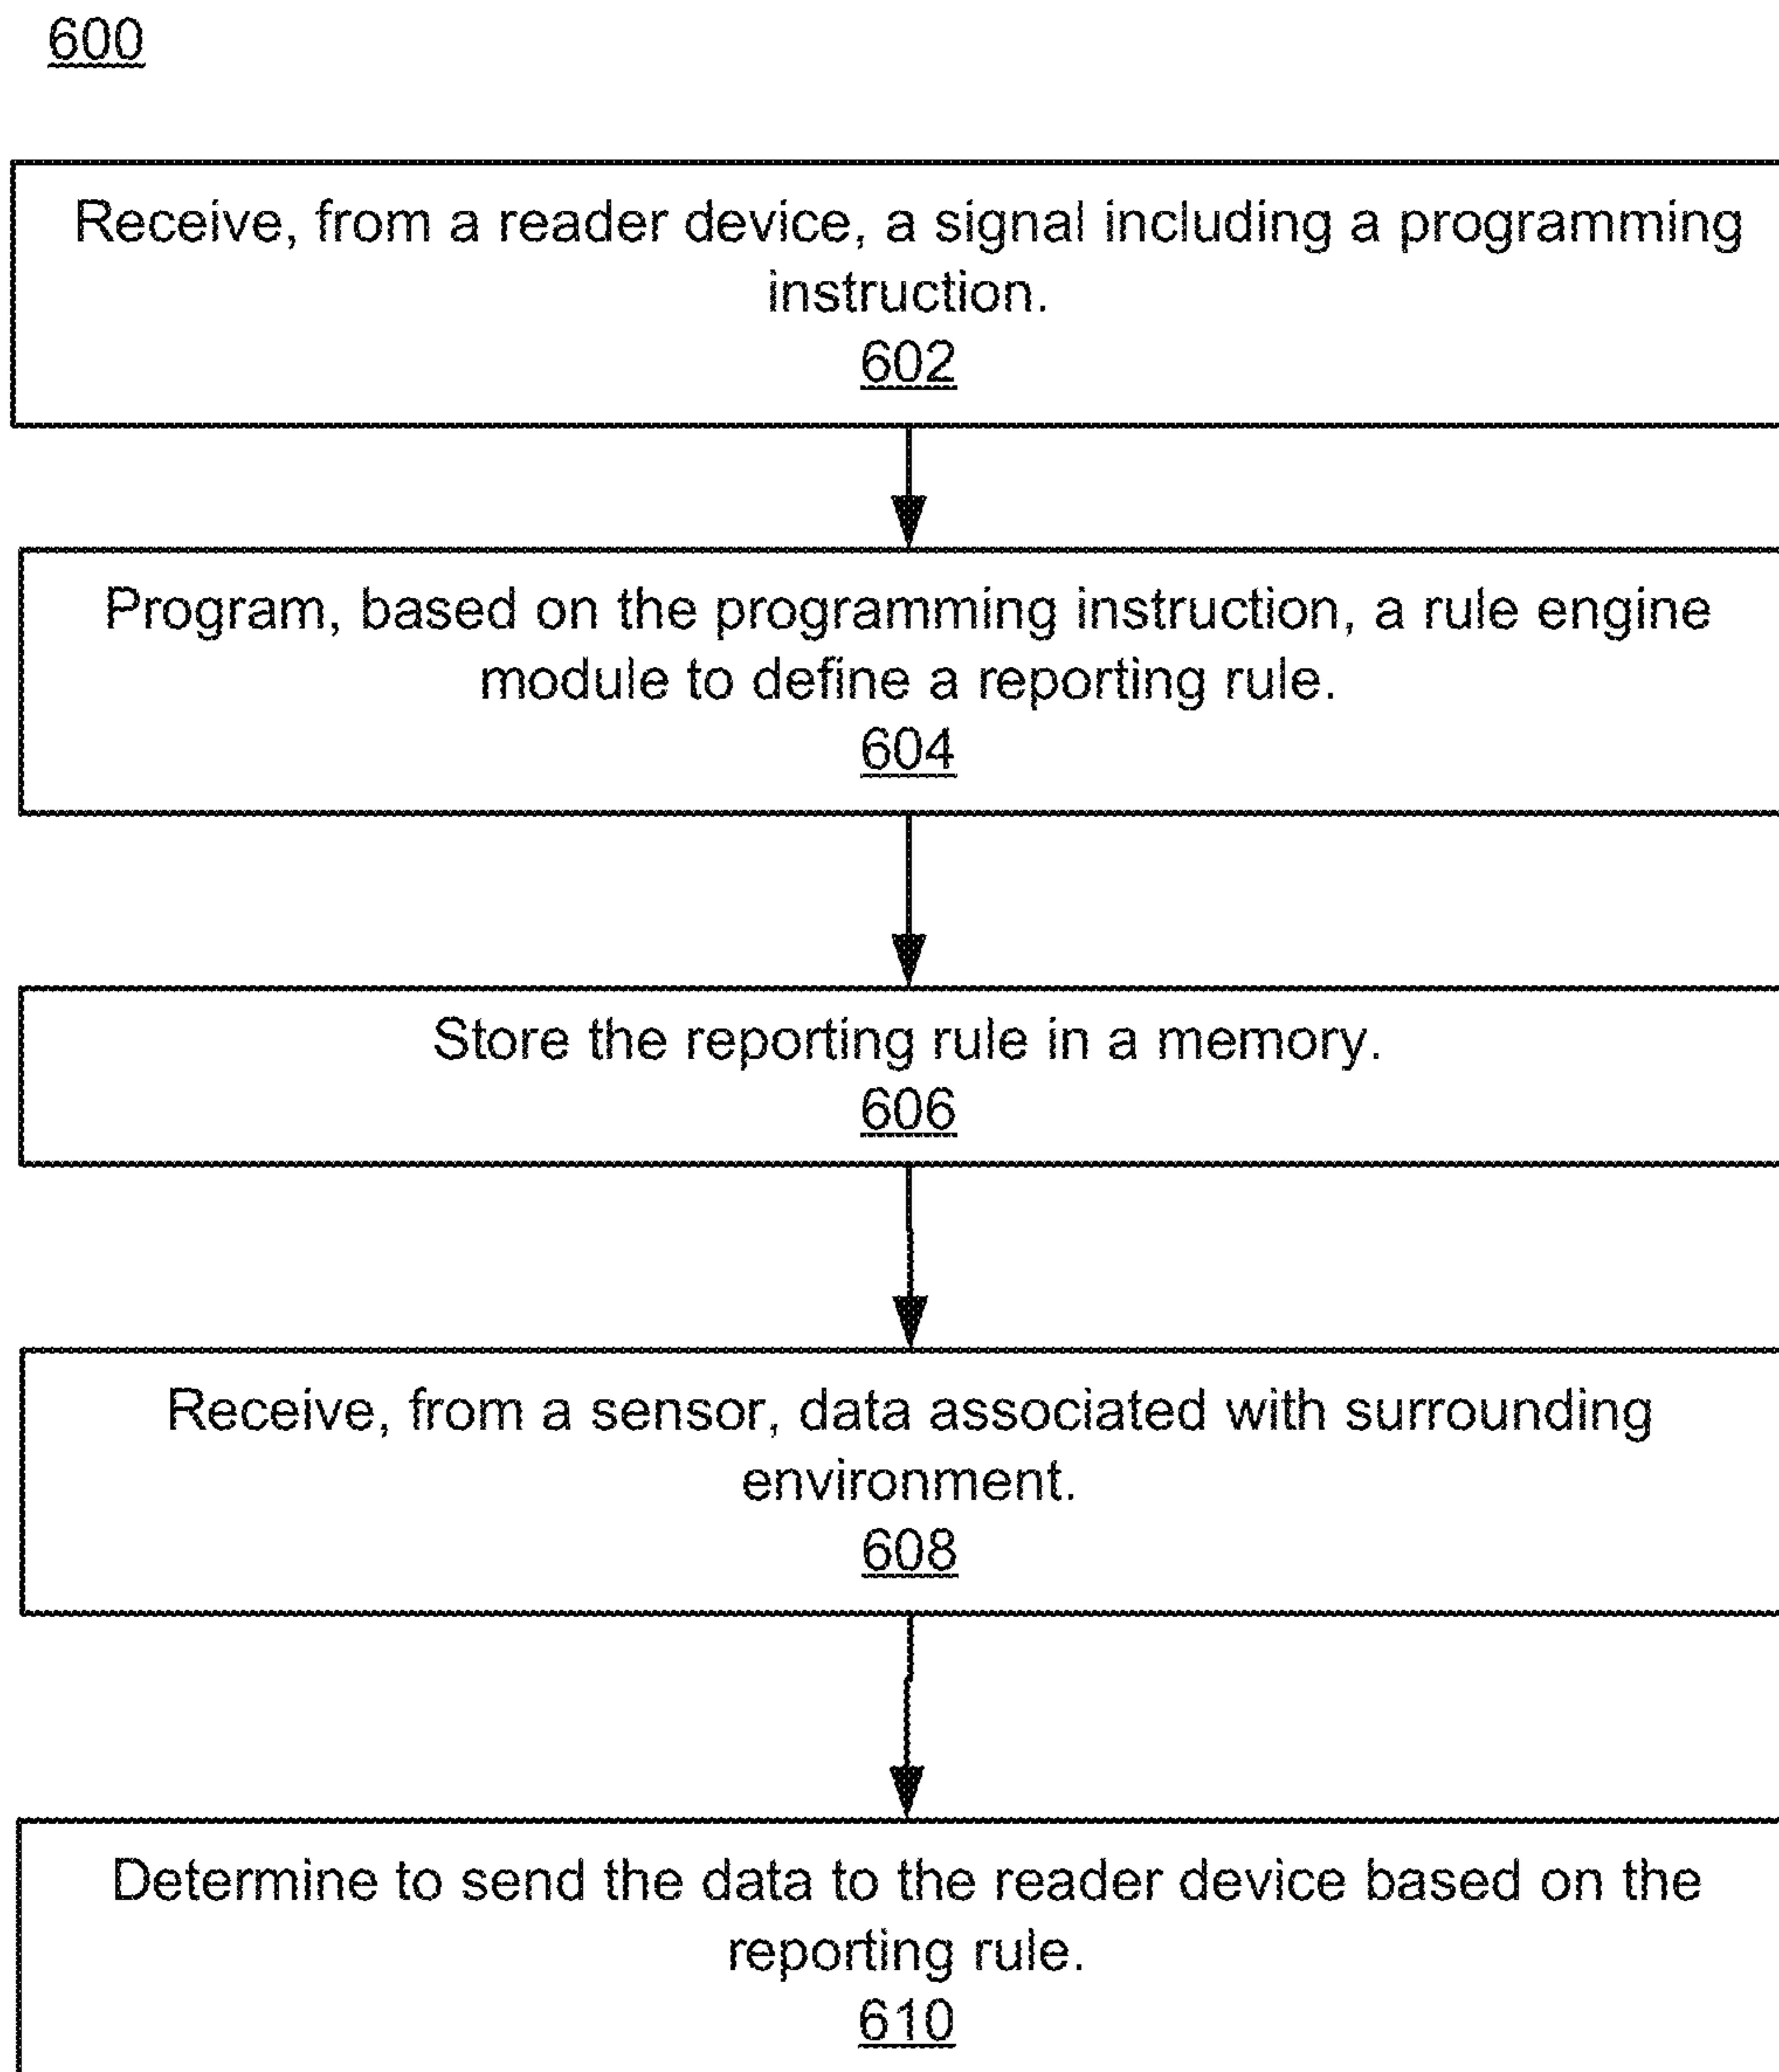 600
Receive, from a reader device, a signal including a programming
instruction.
602
Program, based on the programming instruction, a rule engine
module to define a reporting rule.
604
Store the reporting rule in a memory.
606
Receive, from a sensor, data associated with surrounding
environment.
608
Determine to send the data to the reader device based on the
reporting rule.
610